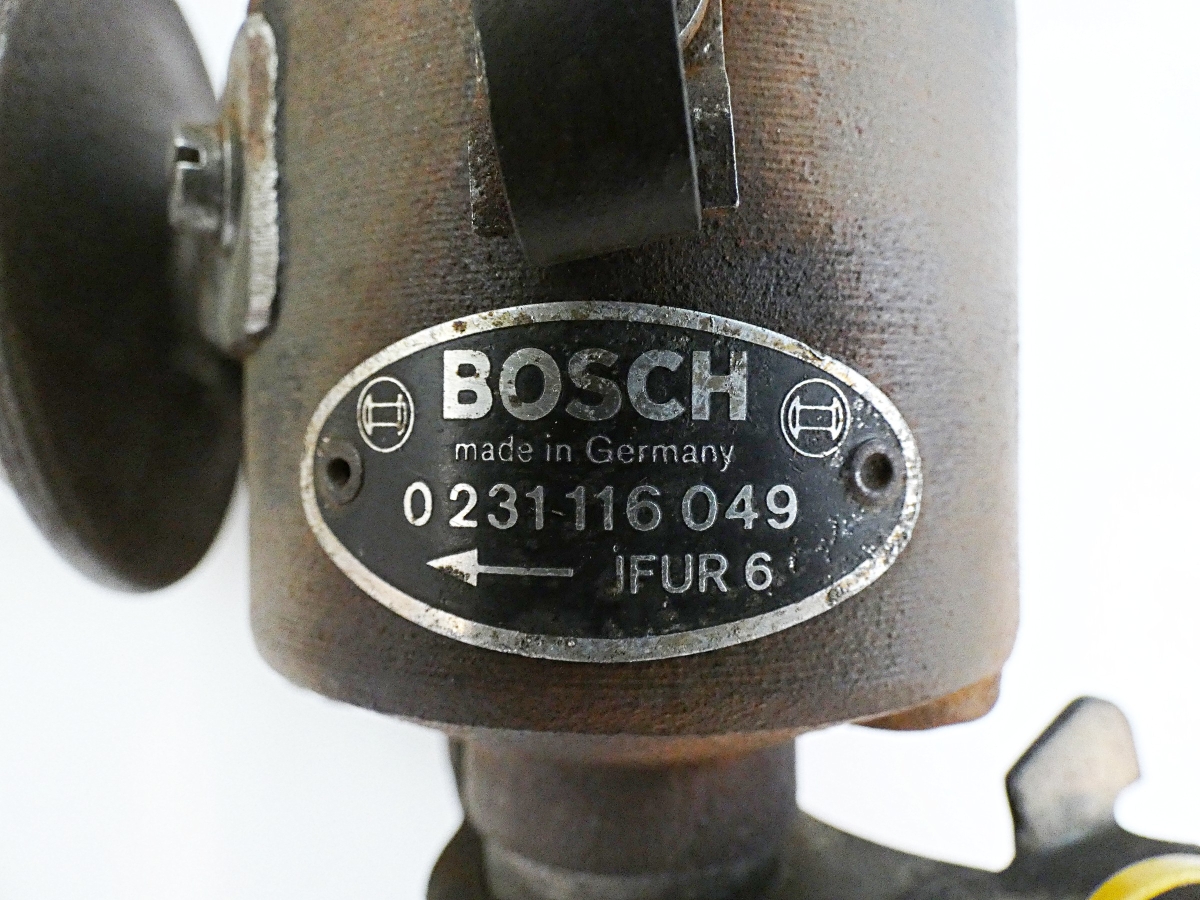 BOSCH
made in Germany
0 231 116 049
JFUR 6